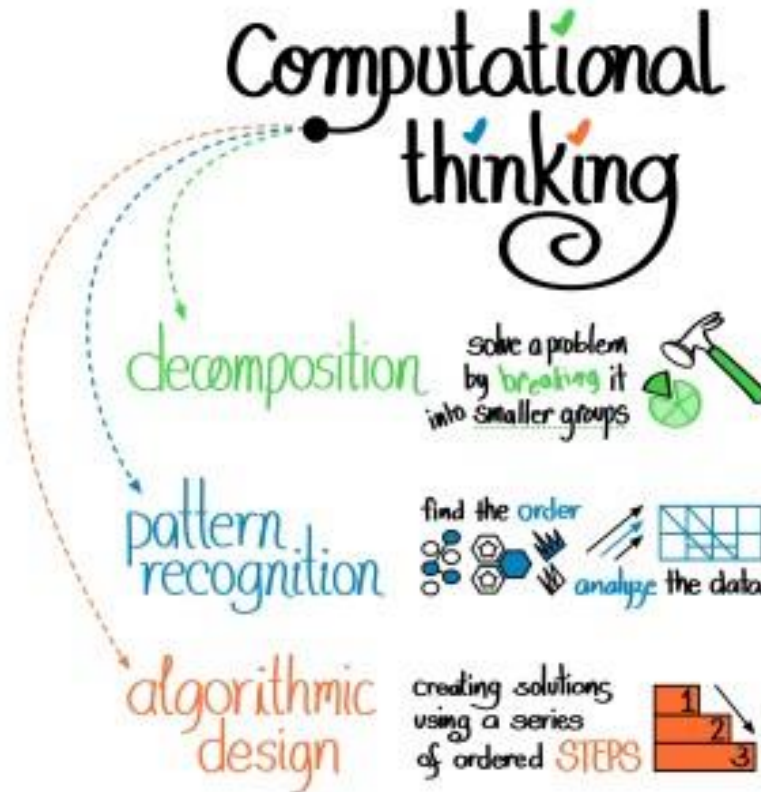 Computational
thinking
decomposition
solve a problem
by breaking it
into smaller groups
pattern
recognition
find the order
analyze the data
algorithmic
design
creating solutions
using a series
of ordered STEPS
1
2
3